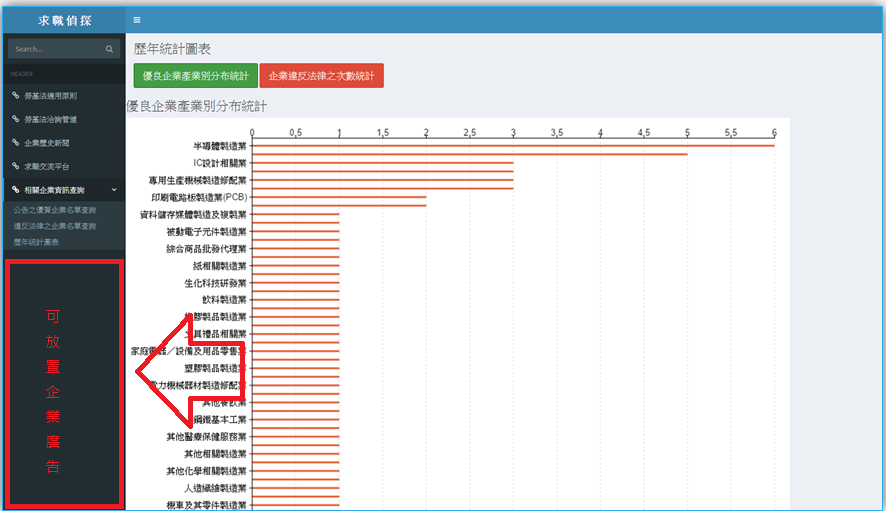 求職偵探
Search...
HEADER
勞基法適用原則
勞基法洽詢管道
企業歷史新聞
求職交流平台
相關企業資訊查詢
公告之優質企業名單查詢
違反法律之企業名單查詢
歷年統計圖表
可放置企業廣告
歷年統計圖表
優良企業產業別分布統計
企業違反法律之次數統計
優良企業產業別分布統計
0 0,5 1 1,5 2 2,5 3 3,5 4 4,5 5 5,5 6
半導體製造業
IC設計相關業
專用生產機械製造修配業
印刷電路板製造業(PCB)
資料儲存媒體製造及複製業
被動電子元件製造業
綜合商品批發代理業
紙相關製造業
生化科技研發業
飲料製造業
膠製品製造業
文具禮品相關業
家庭電器／設備及用品零售業
塑膠製品製造業
電力機械器材製造修配業
其他餐飲業
鋼鐵基本工業
其他醫療保健服務業
其他相關製造業
其他化學相關製造業
人造纖維製造業
機車及其零件製造業